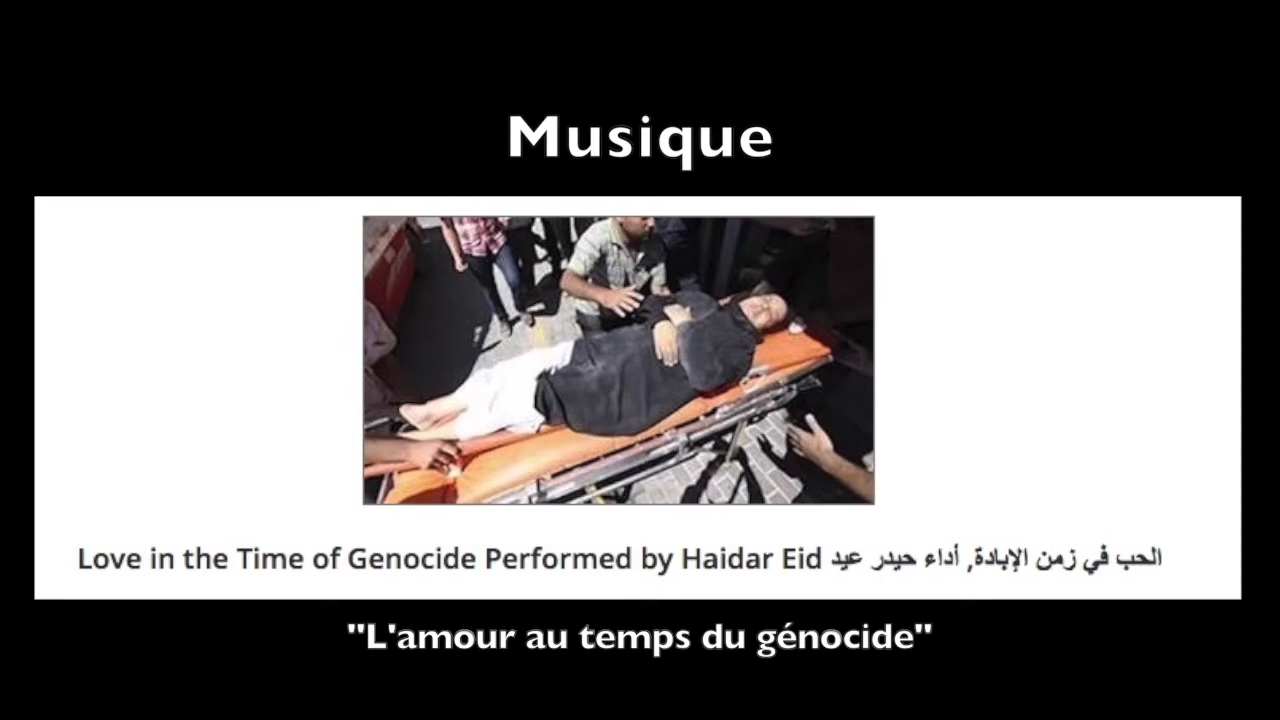 Musique
Love in the Time of Genocide Performed by Haidar Eid الحب في زمن الإبادة, أداء حيدر عيد
"L'amour au temps du génocide"